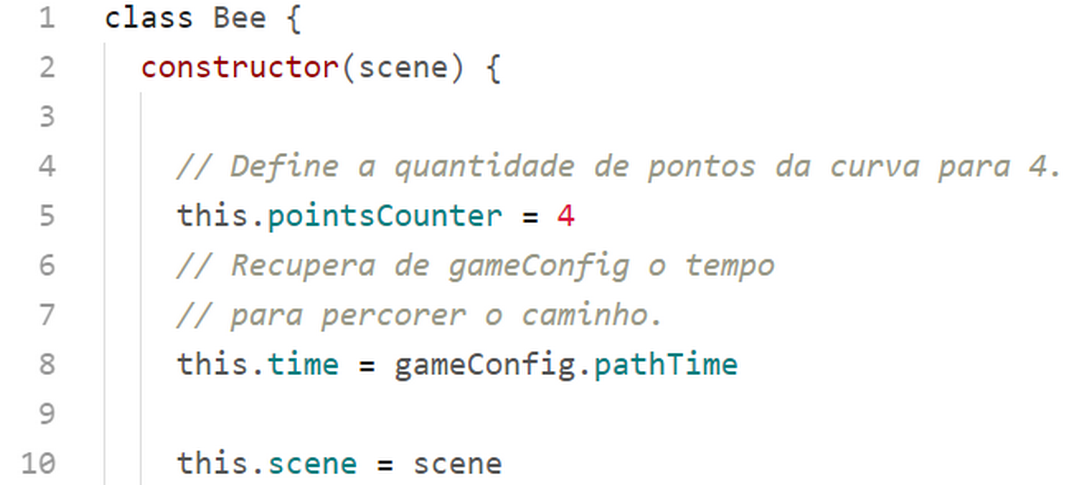 1 class Bee {
2 constructor(scene) {
3
4 // Define a quantidade de pontos da curva para 4.
5 this.pointsCounter = 4
6 // Recupera de gameConfig o tempo
7 // para percorer o caminho.
8 this.time = gameConfig.pathTime
9
10 this.scene = scene